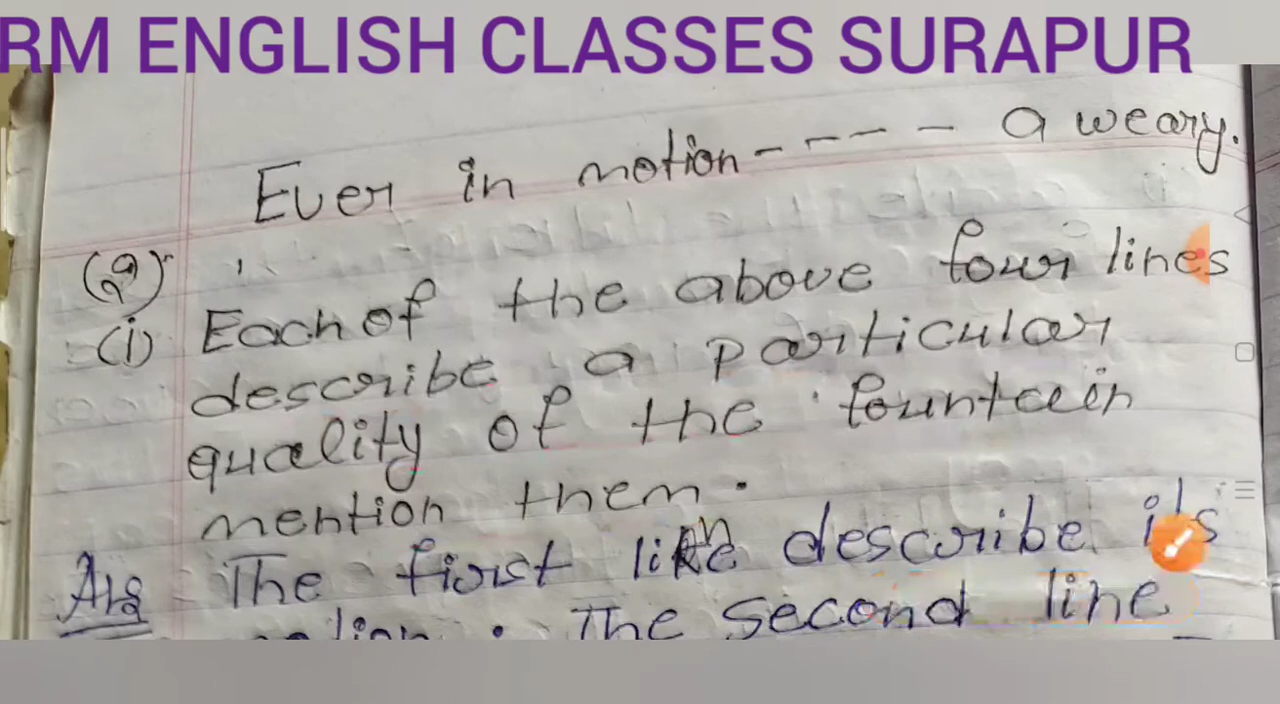 RM ENGLISH CLASSES SURAPUR
Ever in motion - - - - - a weary.
(2)
(i) Each of the above four lines
describe a particular
quality of the fountain
mention them.
Ans The first line describe its
The second line